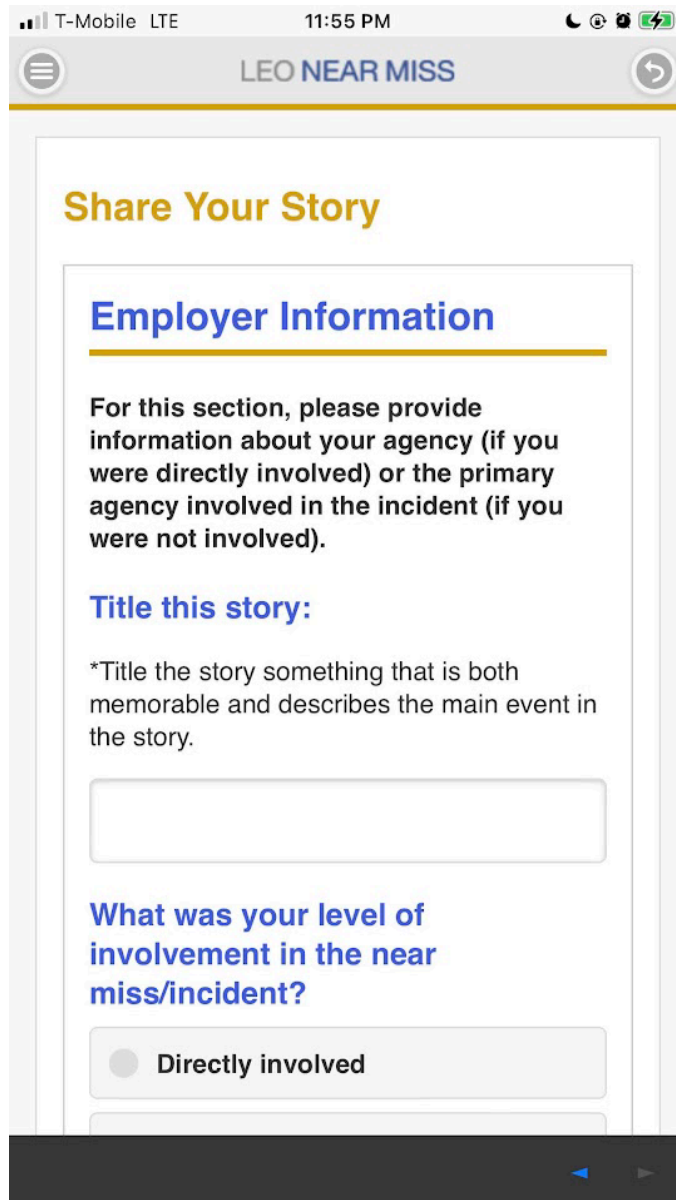 T-Mobile LTE 11:55 PM
LEO NEAR MISS
Share Your Story
Employer Information
For this section, please provide
information about your agency (if you
were directly involved) or the primary
agency involved in the incident (if you
were not involved).
Title this story:
*Title the story something that is both
memorable and describes the main event in
the story.
What was your level of
involvement in the near
miss/incident?
Directly involved